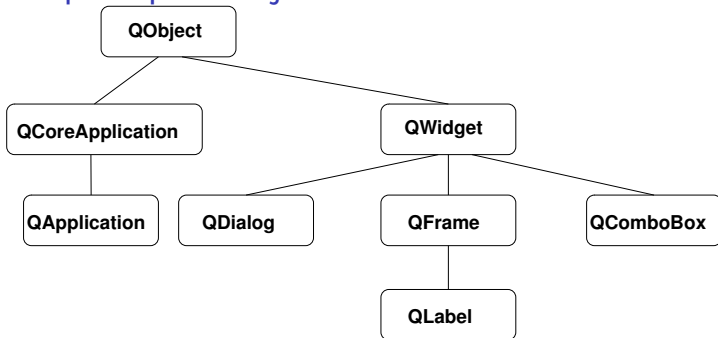 QObject
QCoreApplication
QWidget
QApplication
QDialog
QFrame
QComboBox
QLabel